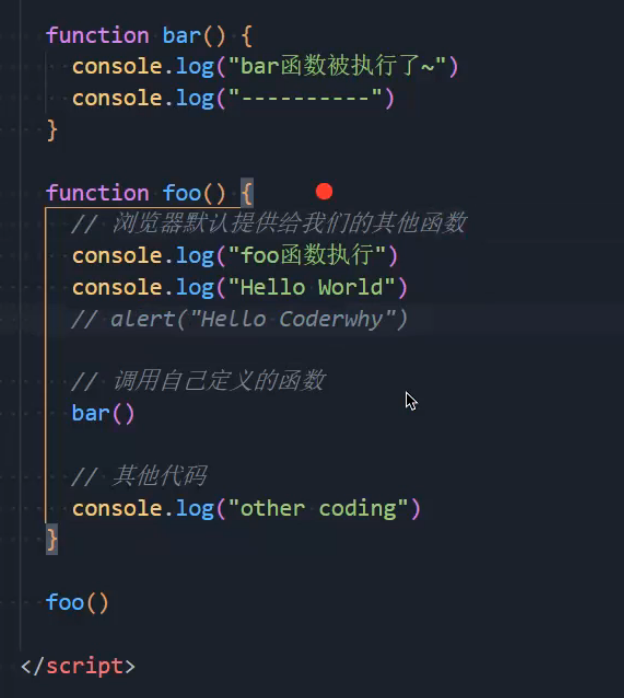 function bar() {
console.log("bar函数被执行了~")
console.log("----------")
}
function foo() {
// 浏览器默认提供给我们的其他函数
console.log("foo函数执行")
console.log("Hello World")
// alert("Hello Coderwhy")
// 调用自己定义的函数
bar()
// 其他代码
console.log("other coding")
}
foo()
</script>